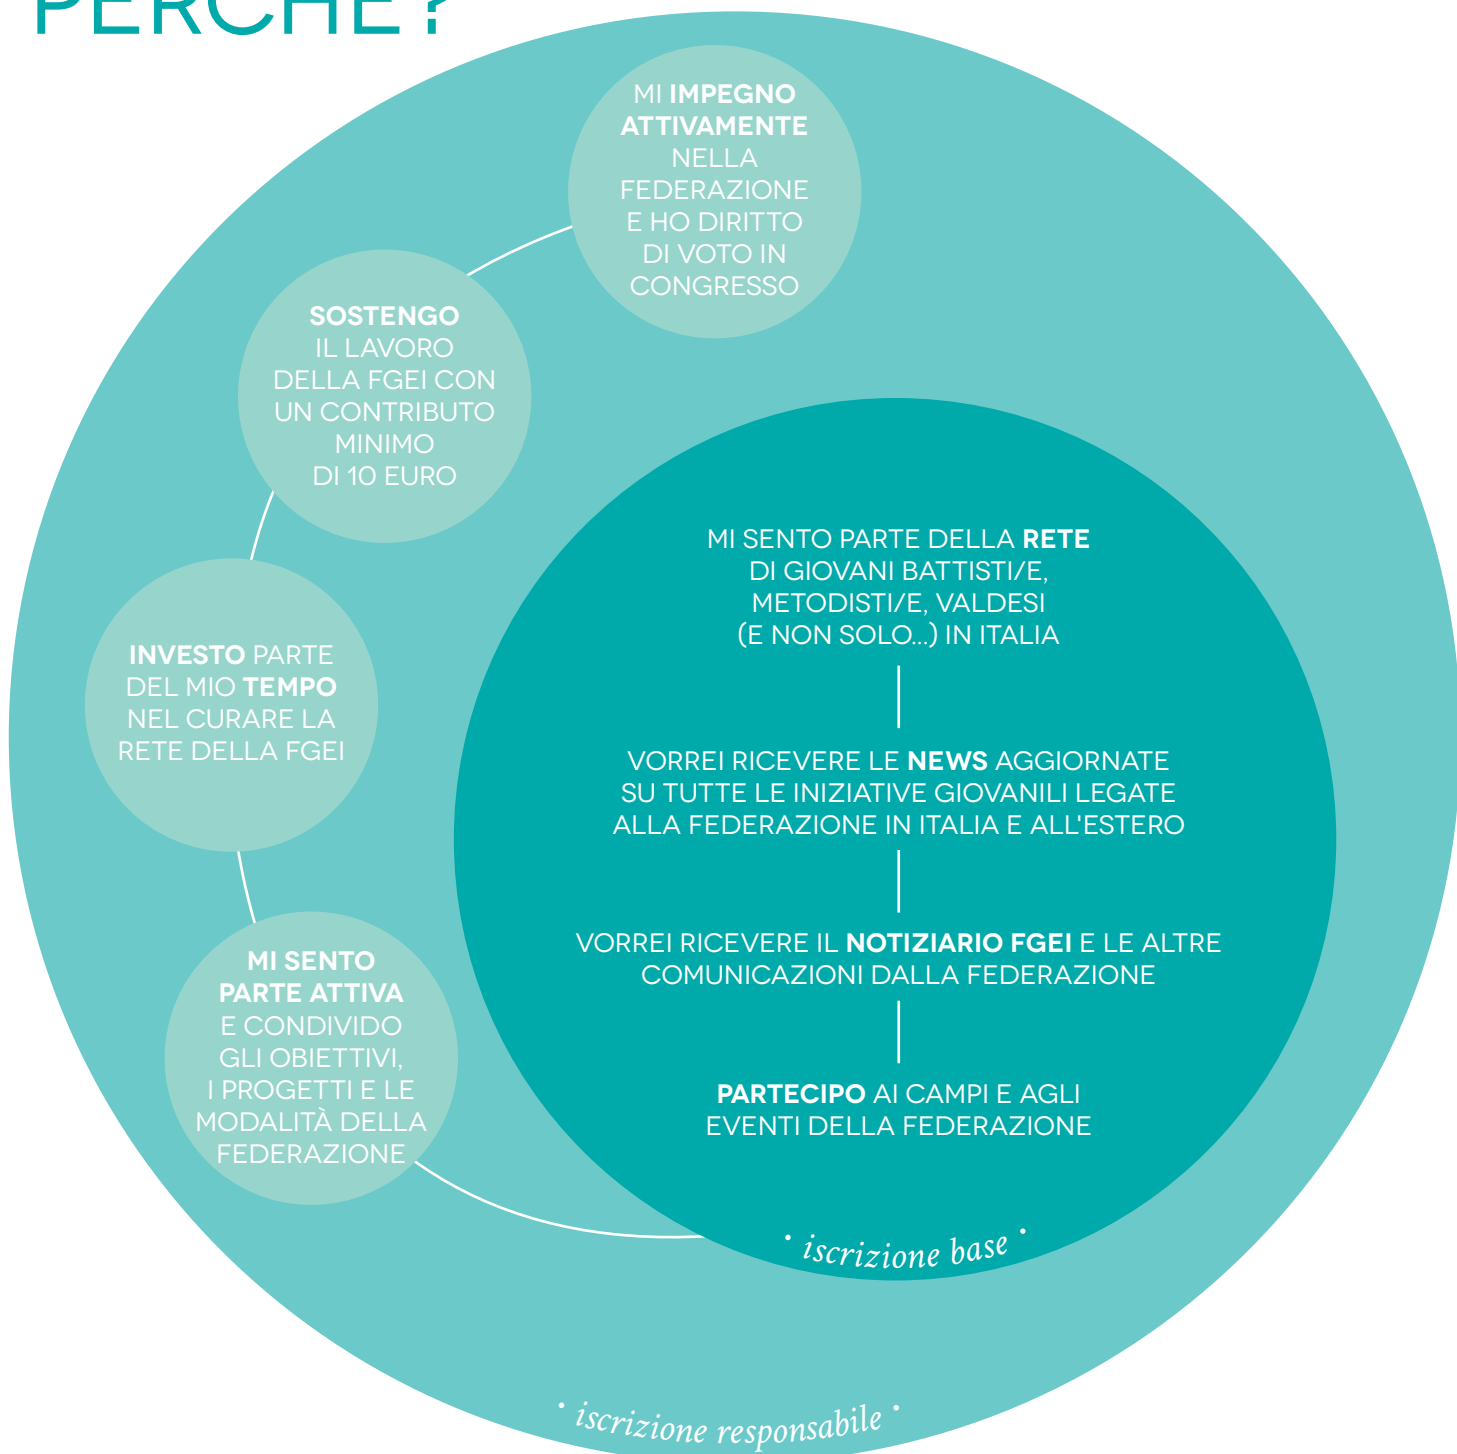 PERCHÉ?
MI IMPEGNO
ATTIVAMENTE
NELLA
FEDERAZIONE
E HO DIRITTO
DI VOTO IN
CONGRESSO
SOSTENGO
IL LAVORO
DELLA FGEI CON
UN CONTRIBUTO
MINIMO
DI 10 EURO
INVESTO PARTE
DEL MIO TEMPO
NEL CURARE LA
RETE DELLA FGEI
MI SENTO
PARTE ATTIVA
E CONDIVIDO
GLI OBIETTIVI,
I PROGETTI E LE
MODALITÀ DELLA
FEDERAZIONE
MI SENTO PARTE DELLA RETE
DI GIOVANI BATTISTI/E,
METODISTI/E, VALDESI
(E NON SOLO...) IN ITALIA
VORREI RICEVERE LE NEWS AGGIORNATE
SU TUTTE LE INIZIATIVE GIOVANILI LEGATE
ALLA FEDERAZIONE IN ITALIA E ALL'ESTERO
VORREI RICEVERE IL NOTIZIARIO FGEI E LE ALTRE
COMUNICAZIONI DALLA FEDERAZIONE
PARTECIPO AI CAMPI E AGLI
EVENTI DELLA FEDERAZIONE
· iscrizione base ·
· iscrizione responsabile ·